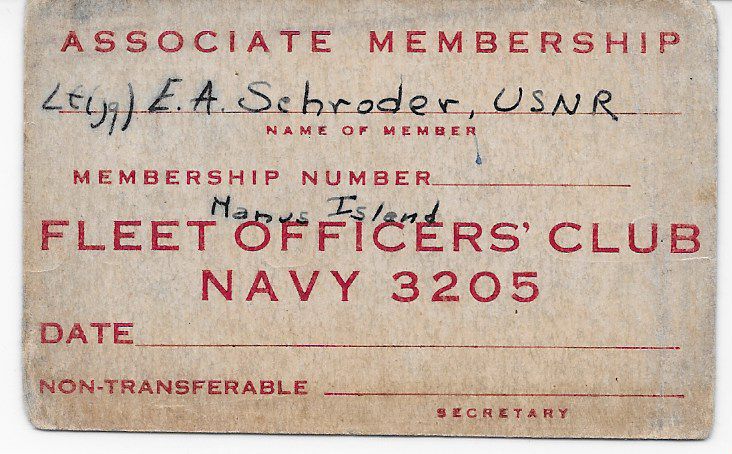 ASSOCIATE MEMBERSHIP
Lt(jg) E. A. Schroder, USNR
NAME OF MEMBER
MEMBERSHIP NUMBER
Manus Island
FLEET OFFICERS' CLUB
NAVY 3205
DATE
NON-TRANSFERABLE
SECRETARY